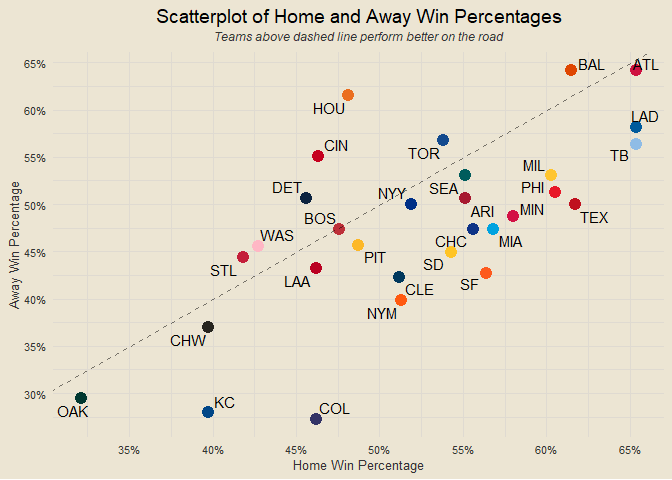 Scatterplot of Home and Away Win Percentages
Teams above dashed line perform better on the road
65%
BAL
ATL
HOU
60%
LAD
CIN
TOR
TB
55%
MIL
DET
NYY
SEA
PHI
50%
BOS
ARI
MIN
TEX
WAS
CHC
MIA
45%
STL
PIT
SD
LAA
CLE
SF
40%
NYM
CHW
35%
30%
OAK
KC
COL
Away Win Percentage
35%
40%
45%
50%
55%
60%
65%
Home Win Percentage